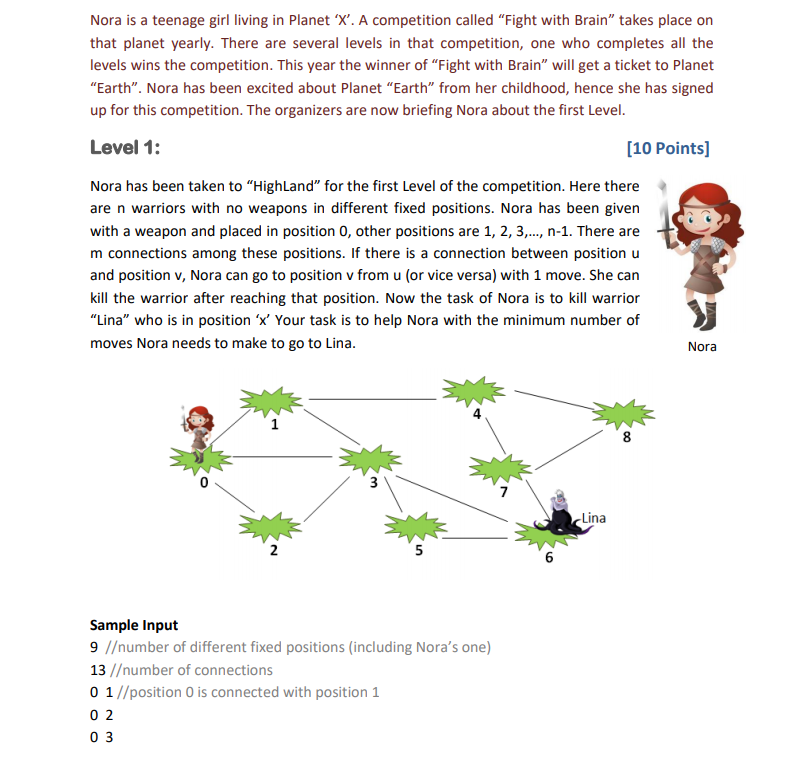 Nora is a teenage girl living in Planet ‘X’. A competition called “Fight with Brain” takes place on
that planet yearly. There are several levels in that competition, one who completes all the
levels wins the competition. This year the winner of “Fight with Brain” will get a ticket to Planet
“Earth”. Nora has been excited about Planet “Earth” from her childhood, hence she has signed
up for this competition. The organizers are now briefing Nora about the first Level.
Level 1:
[10 Points]
Nora has been taken to “HighLand” for the first Level of the competition. Here there
are n warriors with no weapons in different fixed positions. Nora has been given
with a weapon and placed in position 0, other positions are 1, 2, 3,..., n-1. There are
m connections among these positions. If there is a connection between position u
and position v, Nora can go to position v from u (or vice versa) with 1 move. She can
kill the warrior after reaching that position. Now the task of Nora is to kill warrior
“Lina” who is in position ‘x’ Your task is to help Nora with the minimum number of
moves Nora needs to make to go to Lina.
Nora
1
4
8
0
3
7
Lina
2
5
6
Sample Input
9 //number of different fixed positions (including Nora’s one)
13 //number of connections
0 1 //position 0 is connected with position 1
0 2
0 3